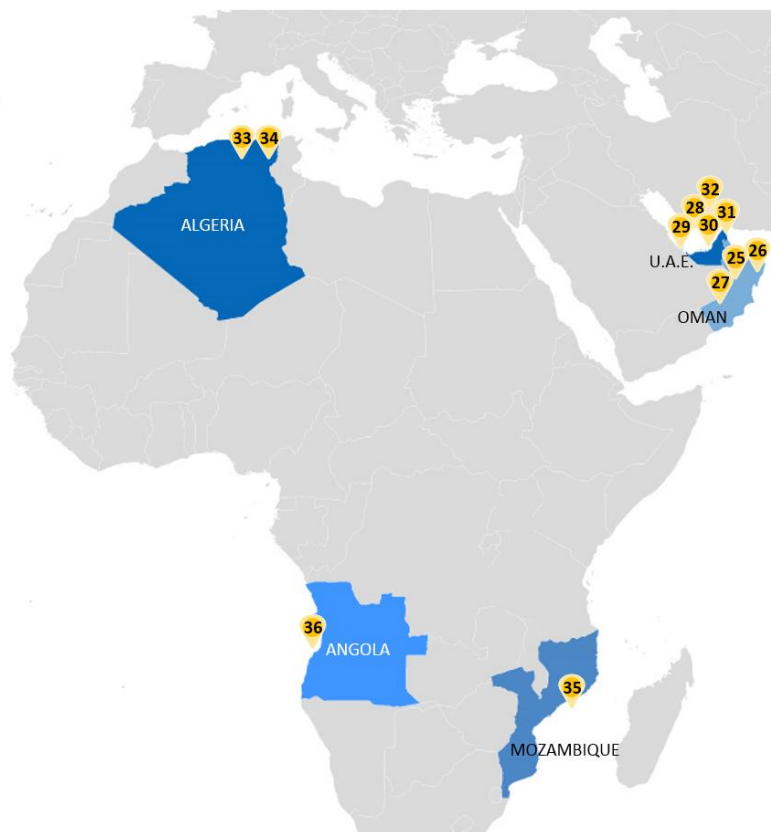 33 34
32
28 31
29 30
26
25
U.A.E.
27
ALGERIA
OMAN
36
ANGOLA
35
MOZAMBIQUE